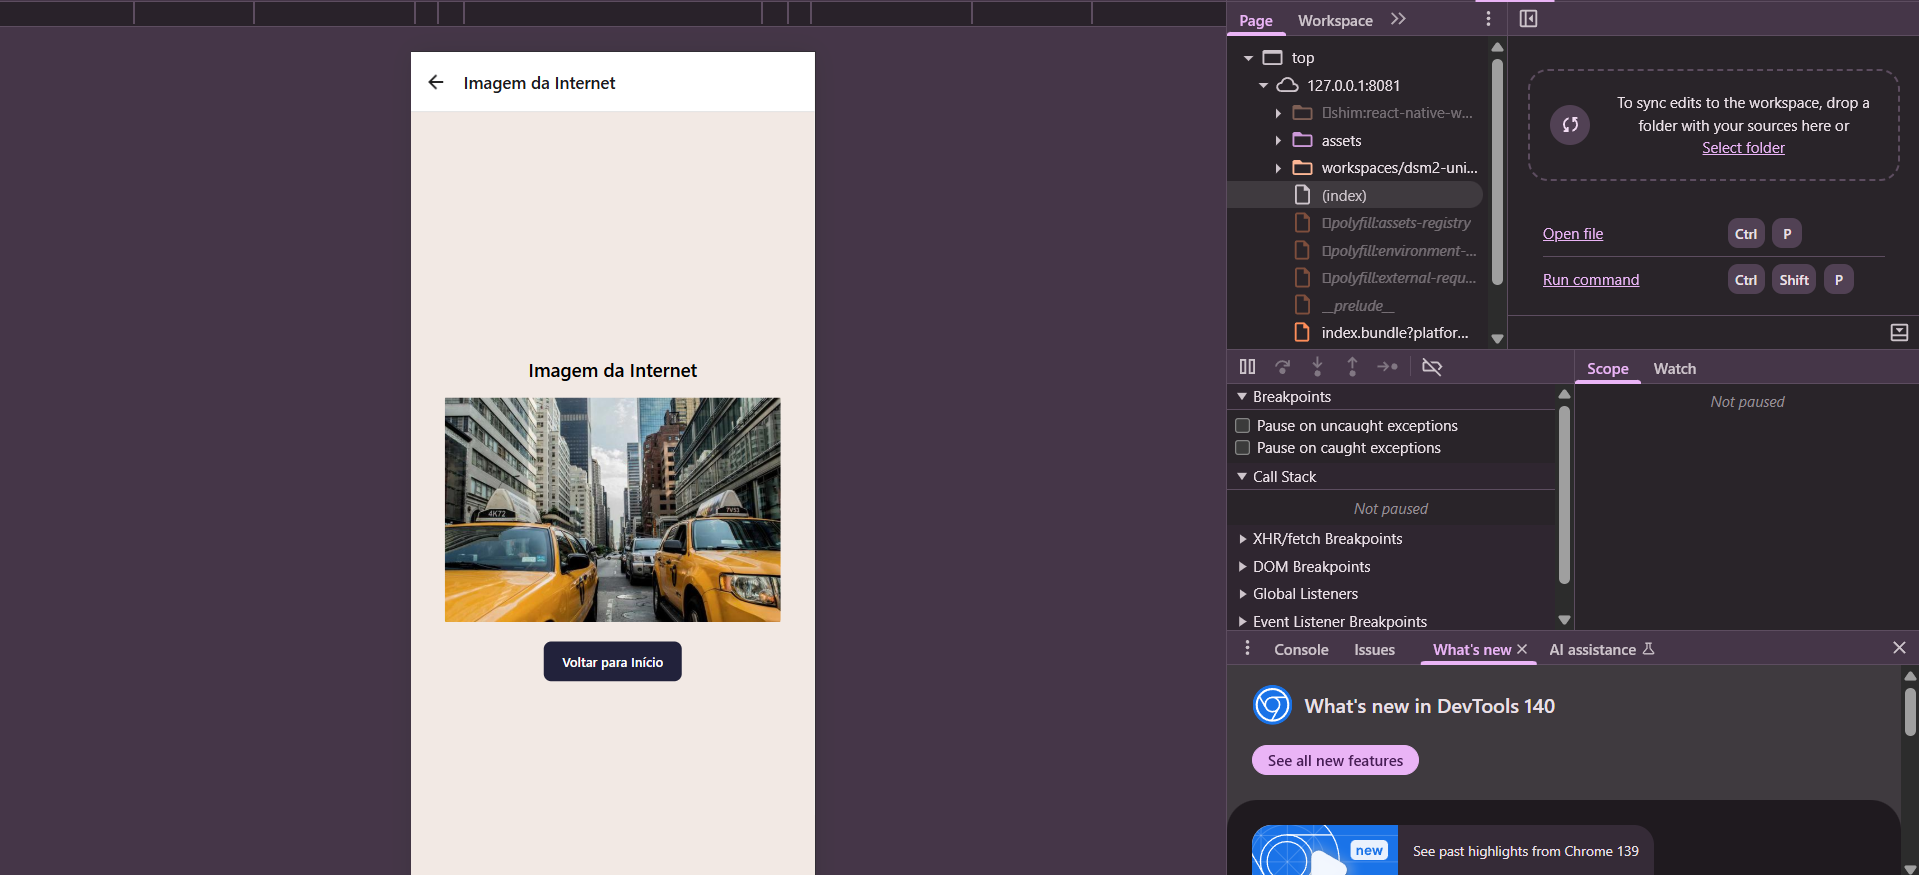 Imagem da Internet
Imagem da Internet
4K72
7V53
Voltar para Início
Page
Workspace
top
127.0.0.1:8081
shim:react-native-w...
assets
workspaces/dsm2-uni...
(index)
polyfill:assets-registry
polyfill:environment-...
polyfill:external-requ...
__prelude__
index.bundle?platfor...
To sync edits to the workspace, drop a
folder with your sources here or
Select folder
Open file
Ctrl P
Run command
Ctrl Shift P
Breakpoints
Pause on uncaught exceptions
Pause on caught exceptions
Call Stack
Not paused
XHR/fetch Breakpoints
DOM Breakpoints
Global Listeners
Event Listener Breakpoints
Scope
Watch
Not paused
Console
Issues
What's new
AI assistance
What's new in DevTools 140
See all new features
new
See past highlights from Chrome 139